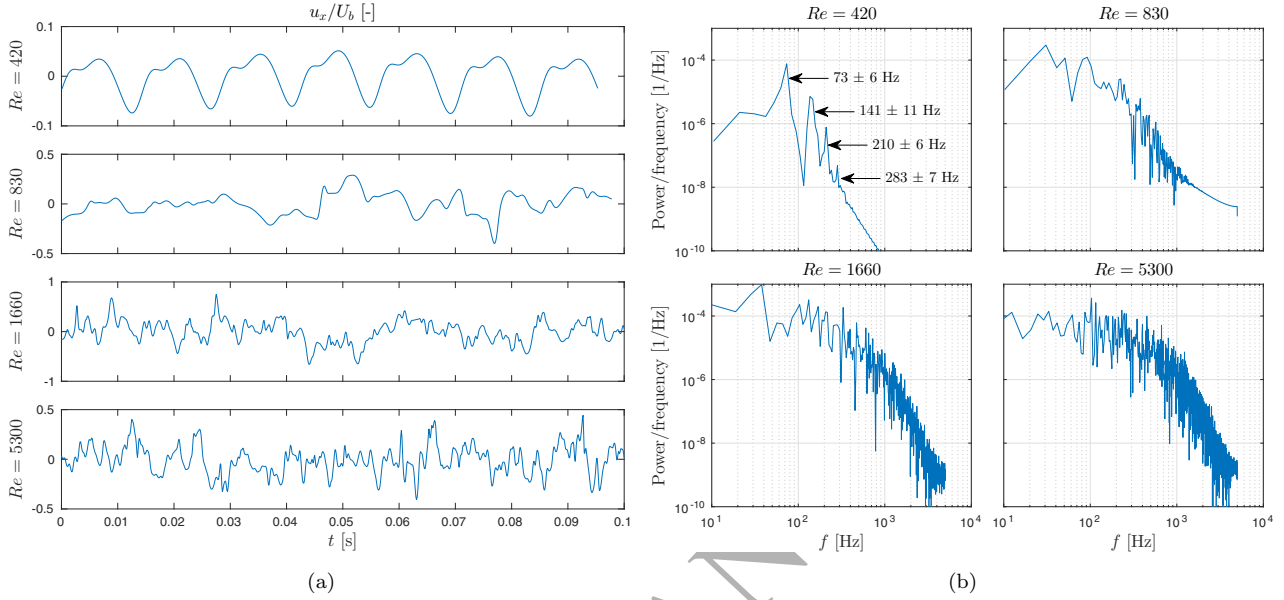 u_x/U_b [-]
Re = 420
0.1
0
-0.1
Re = 830
0.5
0
-0.5
Re = 1660
1
0
-1
Re = 5300
0.5
0
-0.5
0 0.01 0.02 0.03 0.04 0.05 0.06 0.07 0.08 0.09 0.1
t [s]
(a)
Re = 420
Re = 830
Power/frequency [1/Hz]
10^-4
10^-6
10^-8
10^-10
73 ± 6 Hz
141 ± 11 Hz
210 ± 6 Hz
283 ± 7 Hz
Re = 1660
Re = 5300
Power/frequency [1/Hz]
10^-4
10^-6
10^-8
10^-10
10^1 10^2 10^3 10^4
10^1 10^2 10^3 10^4
f [Hz]
f [Hz]
(b)